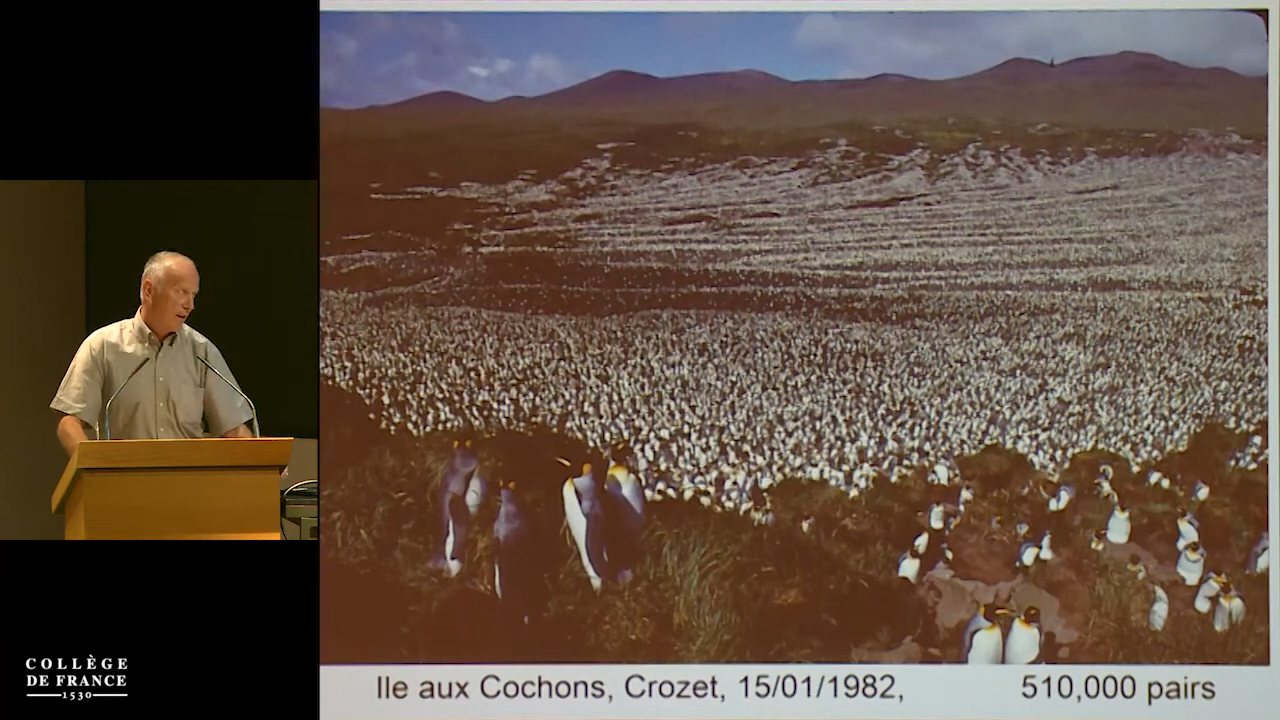 Ile aux Cochons, Crozet, 15/01/1982, 510,000 pairs
COLLÈGE
DE FRANCE
1530